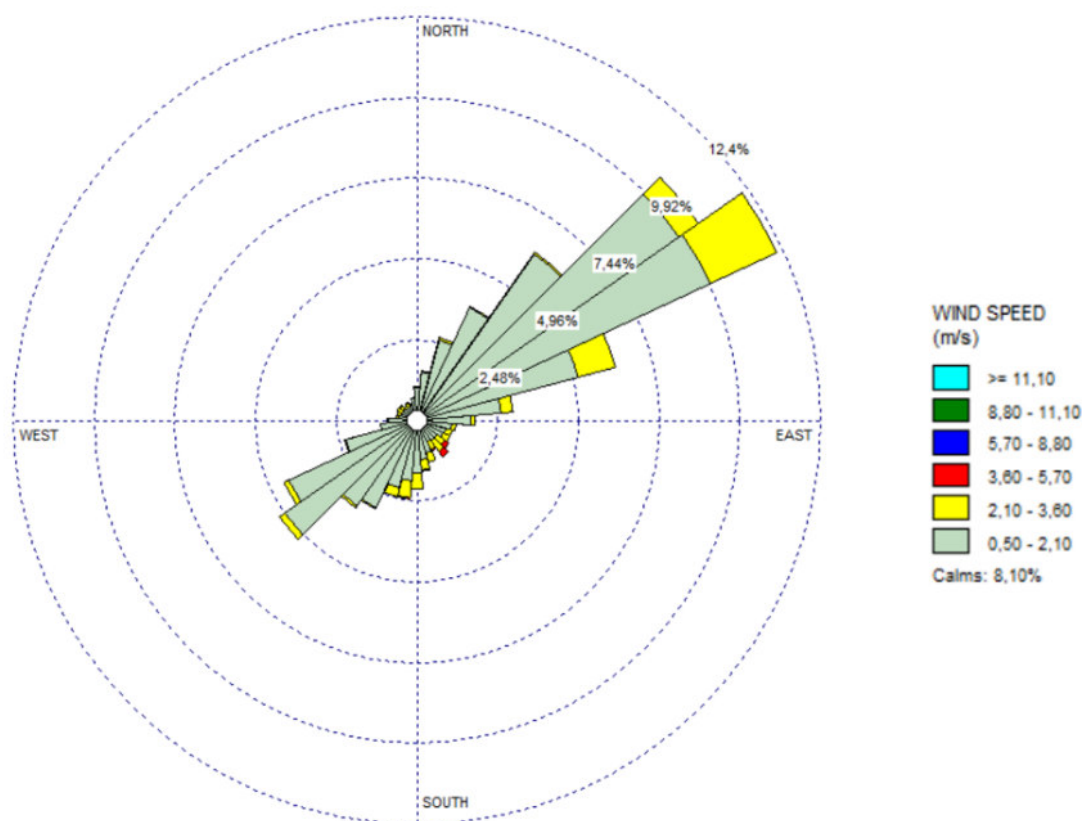 NORTH
12,4%
9,92%
7,44%
4,96%
2,48%
WEST
EAST
SOUTH
WIND SPEED
(m/s)
>= 11,10
8,80 - 11,10
5,70 - 8,80
3,60 - 5,70
2,10 - 3,60
0,50 - 2,10
Calms: 8,10%